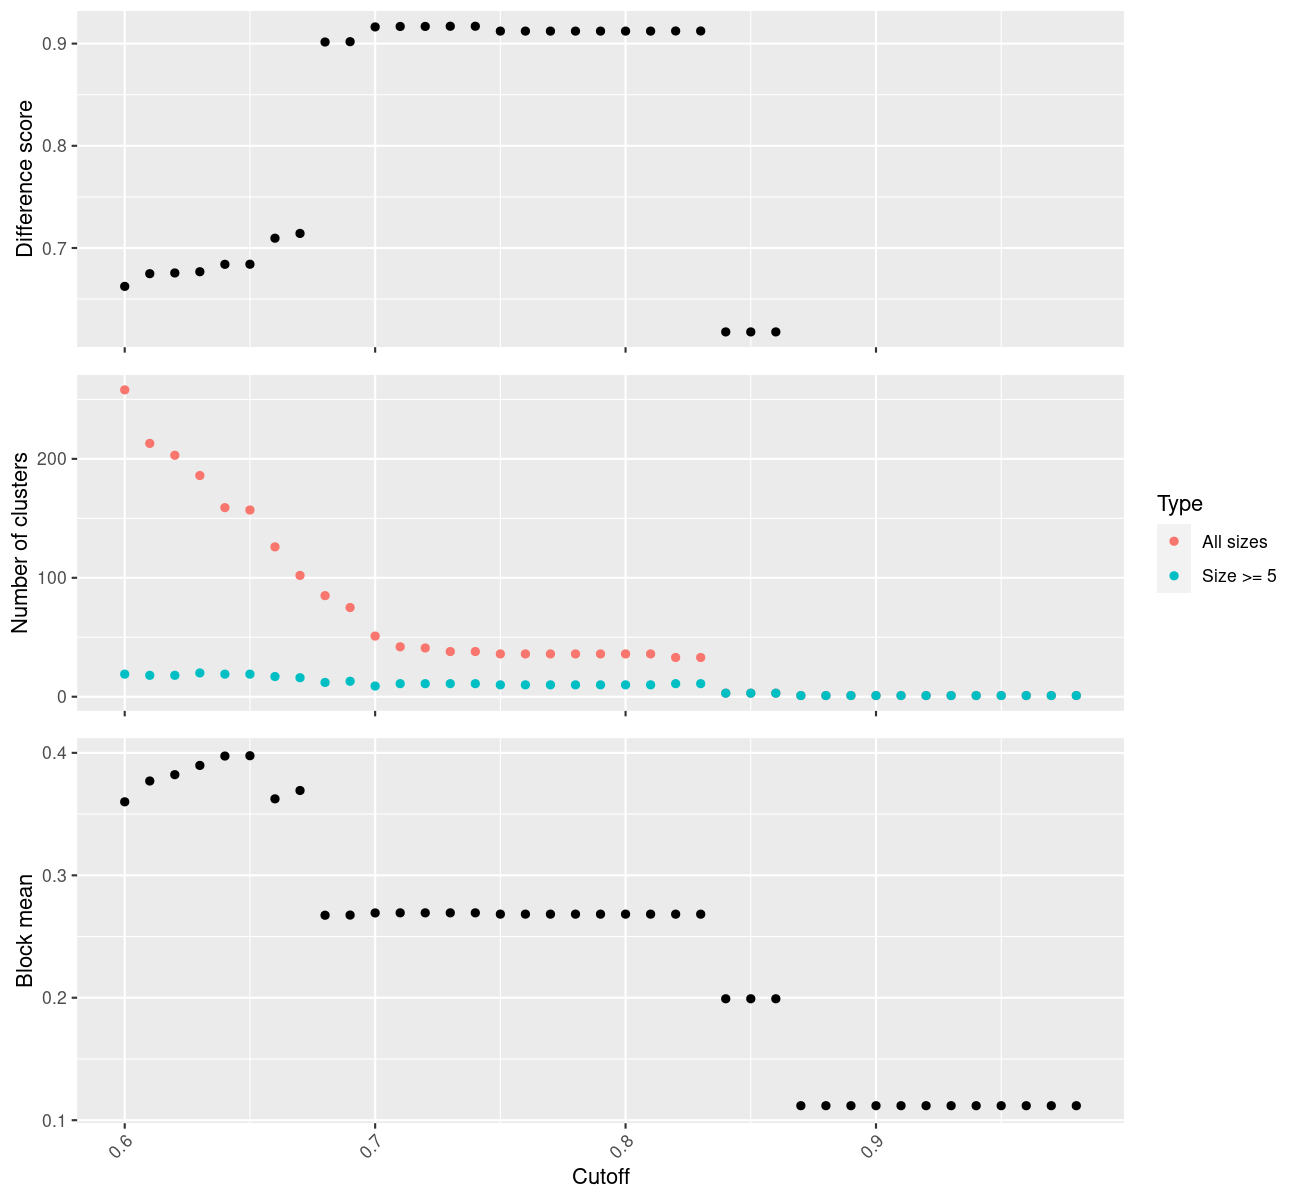 Difference score
0.9
0.8
0.7
Number of clusters
200
100
0
Type
All sizes
Size >= 5
Block mean
0.4
0.3
0.2
0.1
0.6
0.7
0.8
0.9
Cutoff